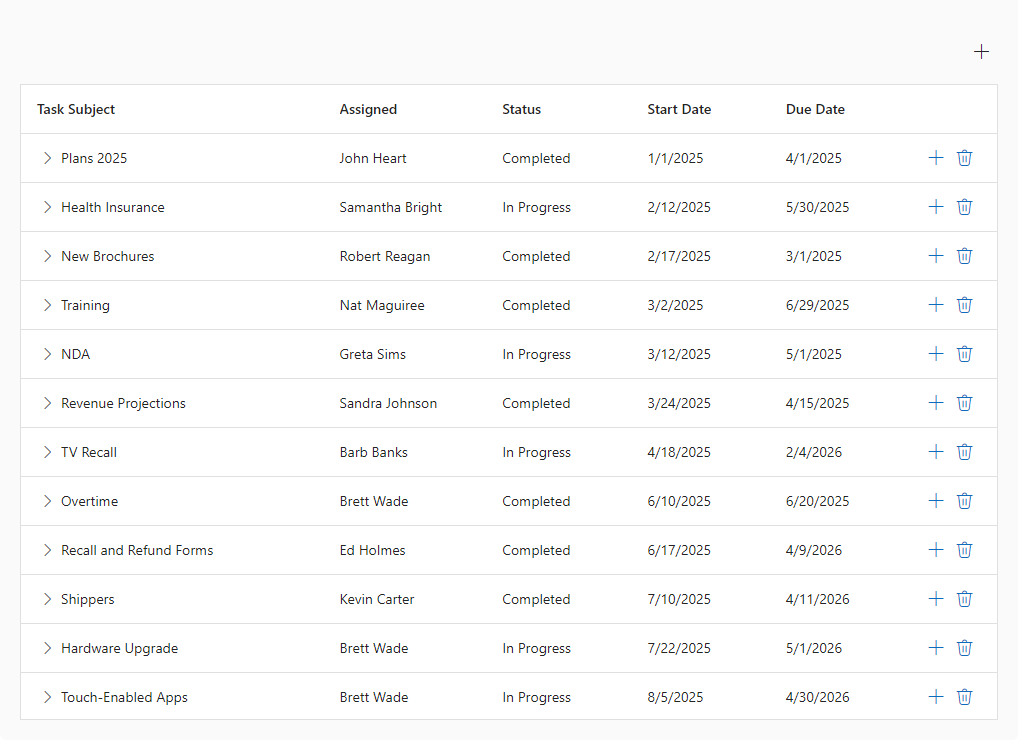 Task Subject Assigned Status Start Date Due Date
Plans 2025 John Heart Completed 1/1/2025 4/1/2025
Health Insurance Samantha Bright In Progress 2/12/2025 5/30/2025
New Brochures Robert Reagan Completed 2/17/2025 3/1/2025
Training Nat Maguiree Completed 3/2/2025 6/29/2025
NDA Greta Sims In Progress 3/12/2025 5/1/2025
Revenue Projections Sandra Johnson Completed 3/24/2025 4/15/2025
TV Recall Barb Banks In Progress 4/18/2025 2/4/2026
Overtime Brett Wade Completed 6/10/2025 6/20/2025
Recall and Refund Forms Ed Holmes Completed 6/17/2025 4/9/2026
Shippers Kevin Carter Completed 7/10/2025 4/11/2026
Hardware Upgrade Brett Wade In Progress 7/22/2025 5/1/2026
Touch-Enabled Apps Brett Wade In Progress 8/5/2025 4/30/2026